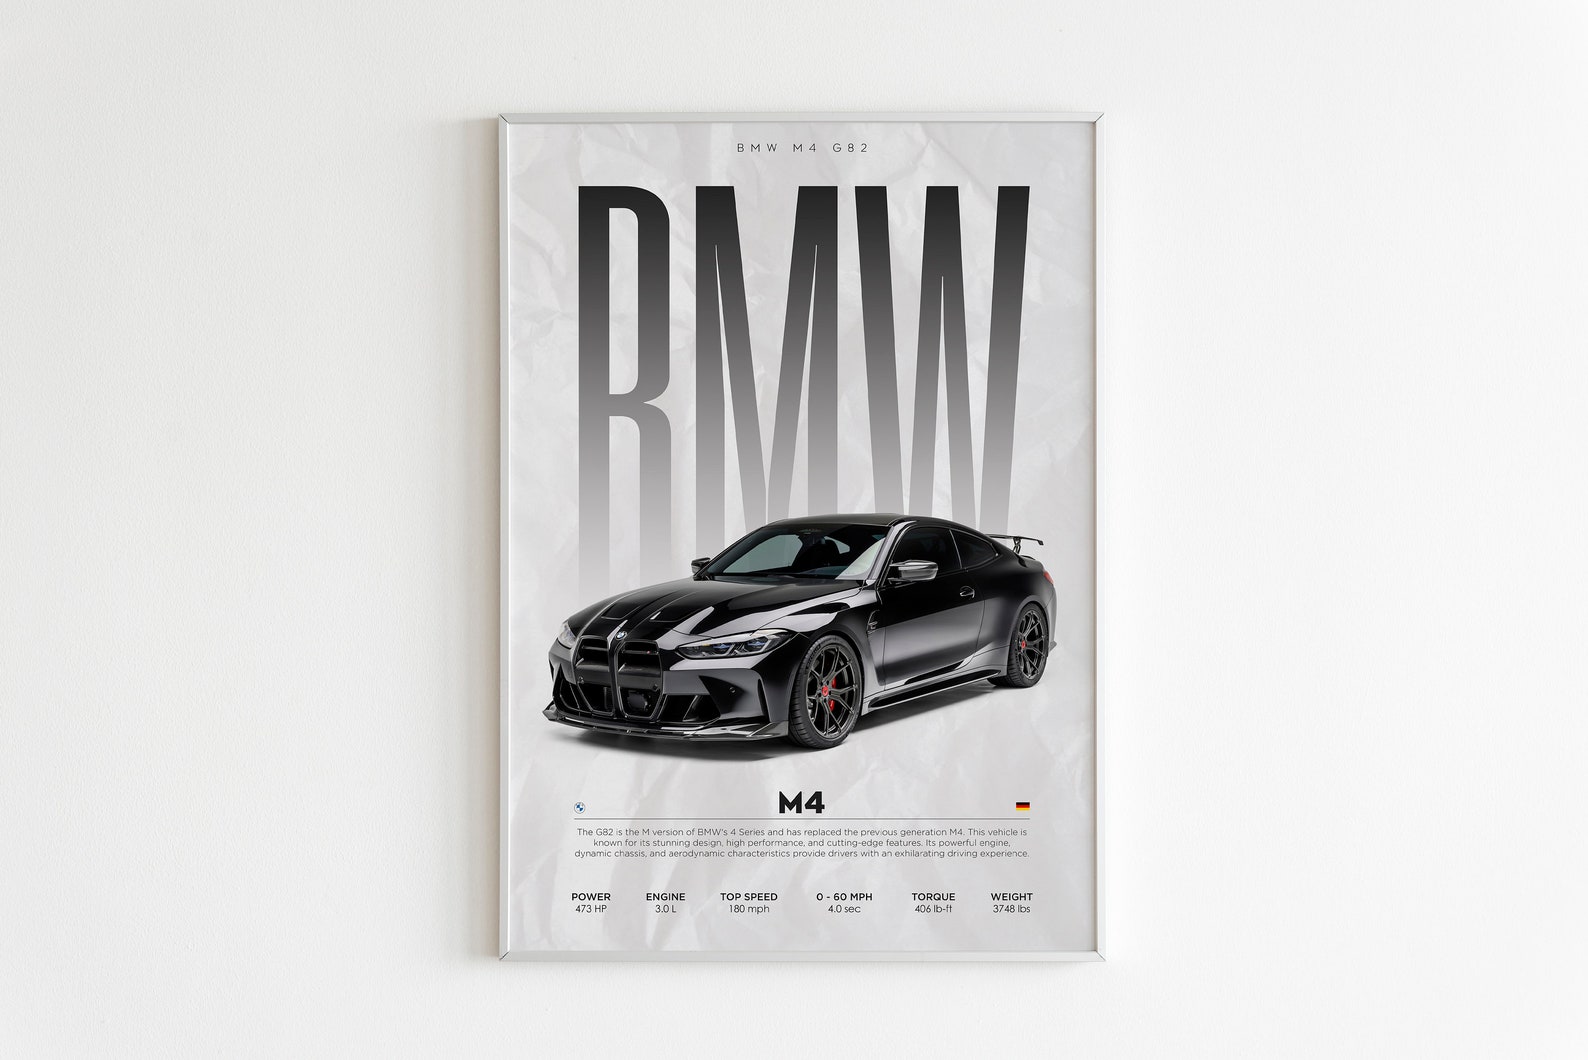 BMW M4 G82
BMW
M4
The G82 is the M version of BMW's 4 Series and has replaced the previous generation M4. This vehicle is
known for its stunning design, high performance, and cutting-edge features. Its powerful engine,
dynamic chassis, and aerodynamic characteristics provide drivers with an exhilarating driving experience.
POWER ENGINE TOP SPEED 0 - 60 MPH TORQUE WEIGHT
473 HP 3.0 L 180 mph 4.0 sec 406 lb-ft 3748 lbs